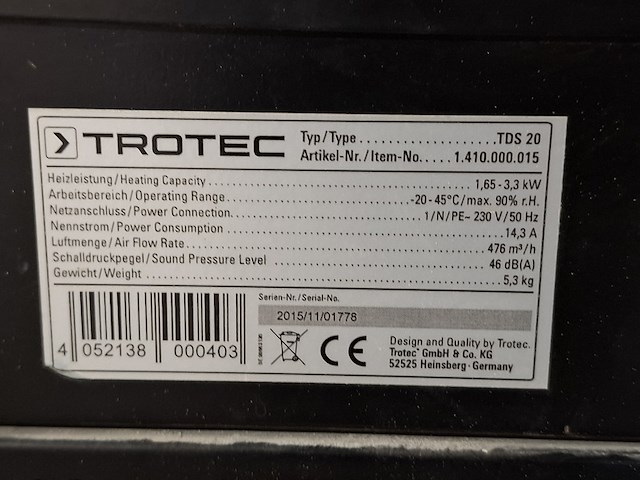 TROTEC
Typ/Type....................TDS 20
Artikel-Nr./Item-No.....1.410.000.015
Heizleistung/Heating Capacity............................................1,65-3,3 kW
Arbeitsbereich/Operating Range..............................-20-45°C/max. 90% r.H.
Netzanschluss/Power Connection..............................1/N/PE~ 230 V/50 Hz
Nennstrom/Power Consumption..............................................14,3 A
Luftmenge/Air Flow Rate..................................................476 m³/h
Schalldruckpegel/Sound Pressure Level....................................46 dB(A)
Gewicht/Weight...........................................................5,3 kg
Serien-Nr./Serial-No.
2015/11/01778
4 052138 000403
CE
Design and Quality by Trotec.
Trotec® GmbH & Co. KG
52525 Heinsberg · Germany